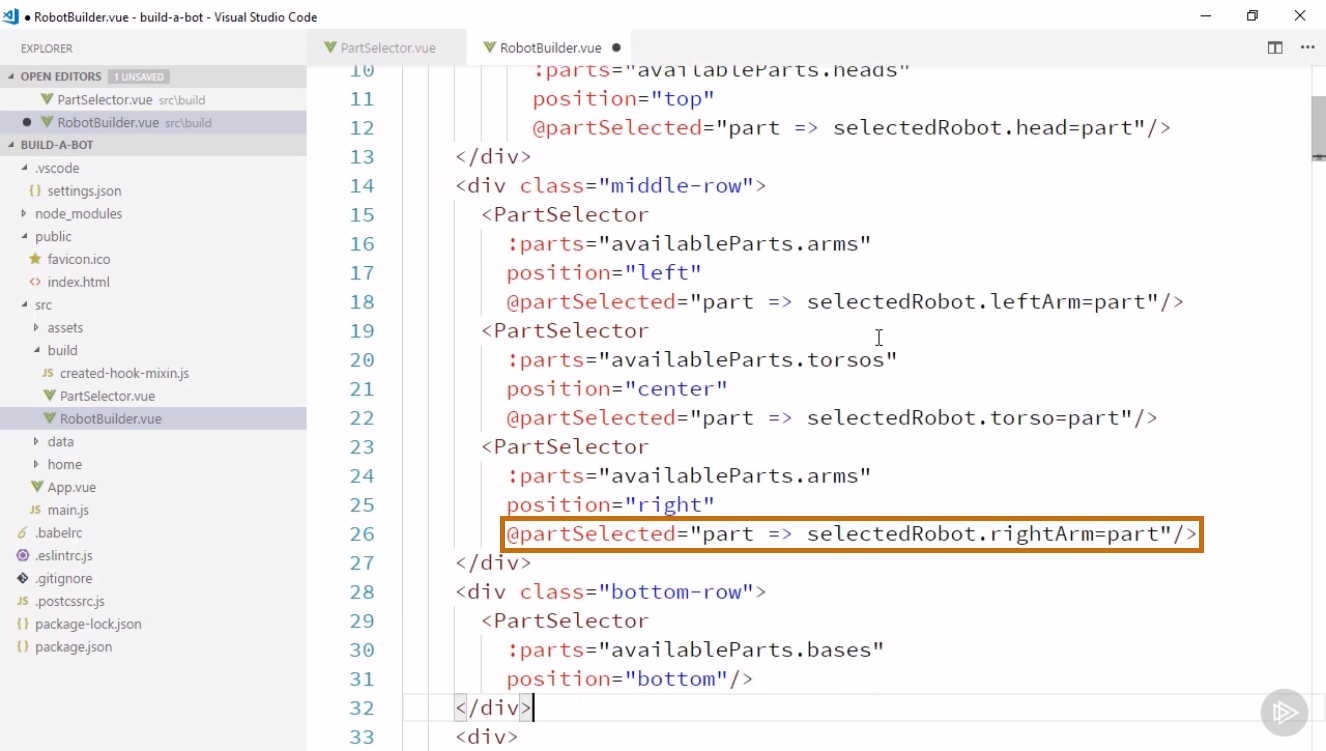 RobotBuilder.vue - build-a-bot - Visual Studio Code
EXPLORER
OPEN EDITORS 1 UNSAVED
PartSelector.vue src\build
RobotBuilder.vue src\build
BUILD-A-BOT
.vscode
{} settings.json
node_modules
public
favicon.ico
<> index.html
src
assets
build
JS created-hook-mixin.js
PartSelector.vue
RobotBuilder.vue
data
home
App.vue
JS main.js
.babelrc
.eslintrc.js
.gitignore
JS .postcssrc.js
{} package-lock.json
{} package.json
PartSelector.vue RobotBuilder.vue
10 :parts="availableParts.heads"
11 position="top"
12 @partSelected="part => selectedRobot.head=part"/>
13 </div>
14 <div class="middle-row">
15 <PartSelector
16 :parts="availableParts.arms"
17 position="left"
18 @partSelected="part => selectedRobot.leftArm=part"/>
19 <PartSelector
20 :parts="availableParts.torsos"
21 position="center"
22 @partSelected="part => selectedRobot.torso=part"/>
23 <PartSelector
24 :parts="availableParts.arms"
25 position="right"
26 @partSelected="part => selectedRobot.rightArm=part"/>
27 </div>
28 <div class="bottom-row">
29 <PartSelector
30 :parts="availableParts.bases"
31 position="bottom"/>
32 </div>
33 <div>